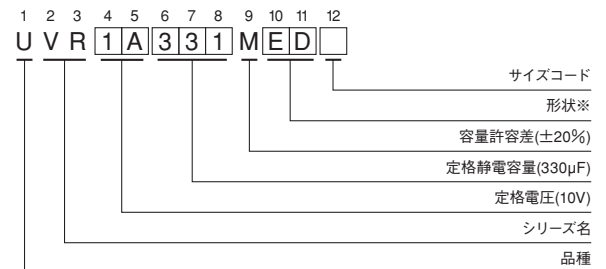 1 2 3 4 5 6 7 8 9 10 11 12
U V R 1 A 3 3 1 M E D
サイズコード
形状※
容量許容差(±20%)
定格静電容量(330µF)
定格電圧(10V)
シリーズ名
品種